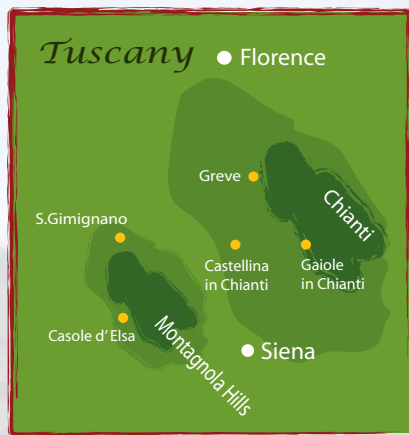 Tuscany
Florence
Greve
Chianti
S.Gimignano
Castellina
in Chianti
Gaiole
in Chianti
Casole d'Elsa
Montagnola Hills
Siena